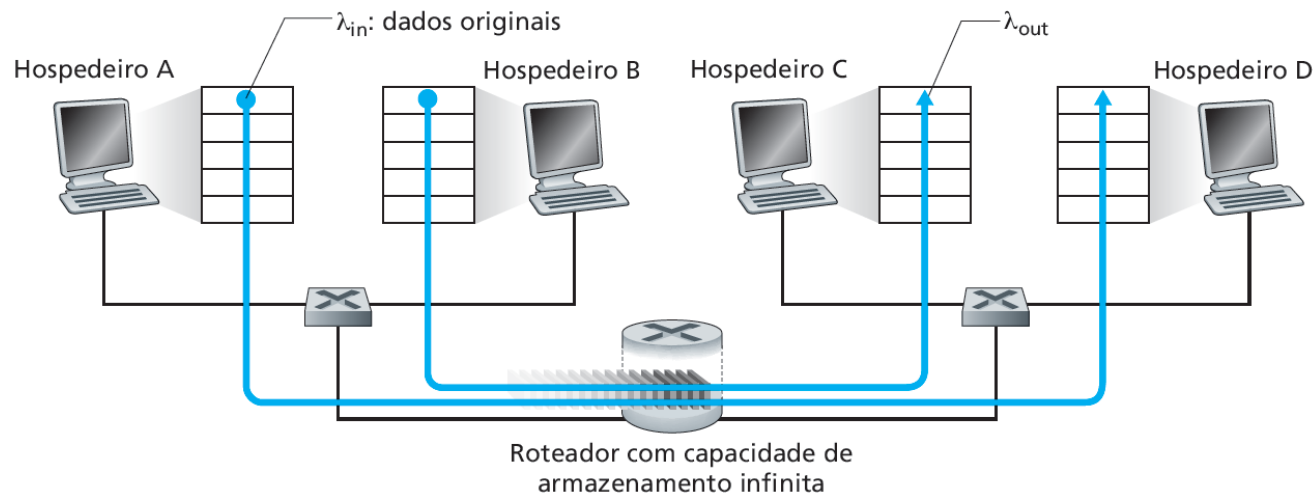 λin: dados originais
λout
Hospedeiro A
Hospedeiro B
Hospedeiro C
Hospedeiro D
Roteador com capacidade de
armazenamento infinita